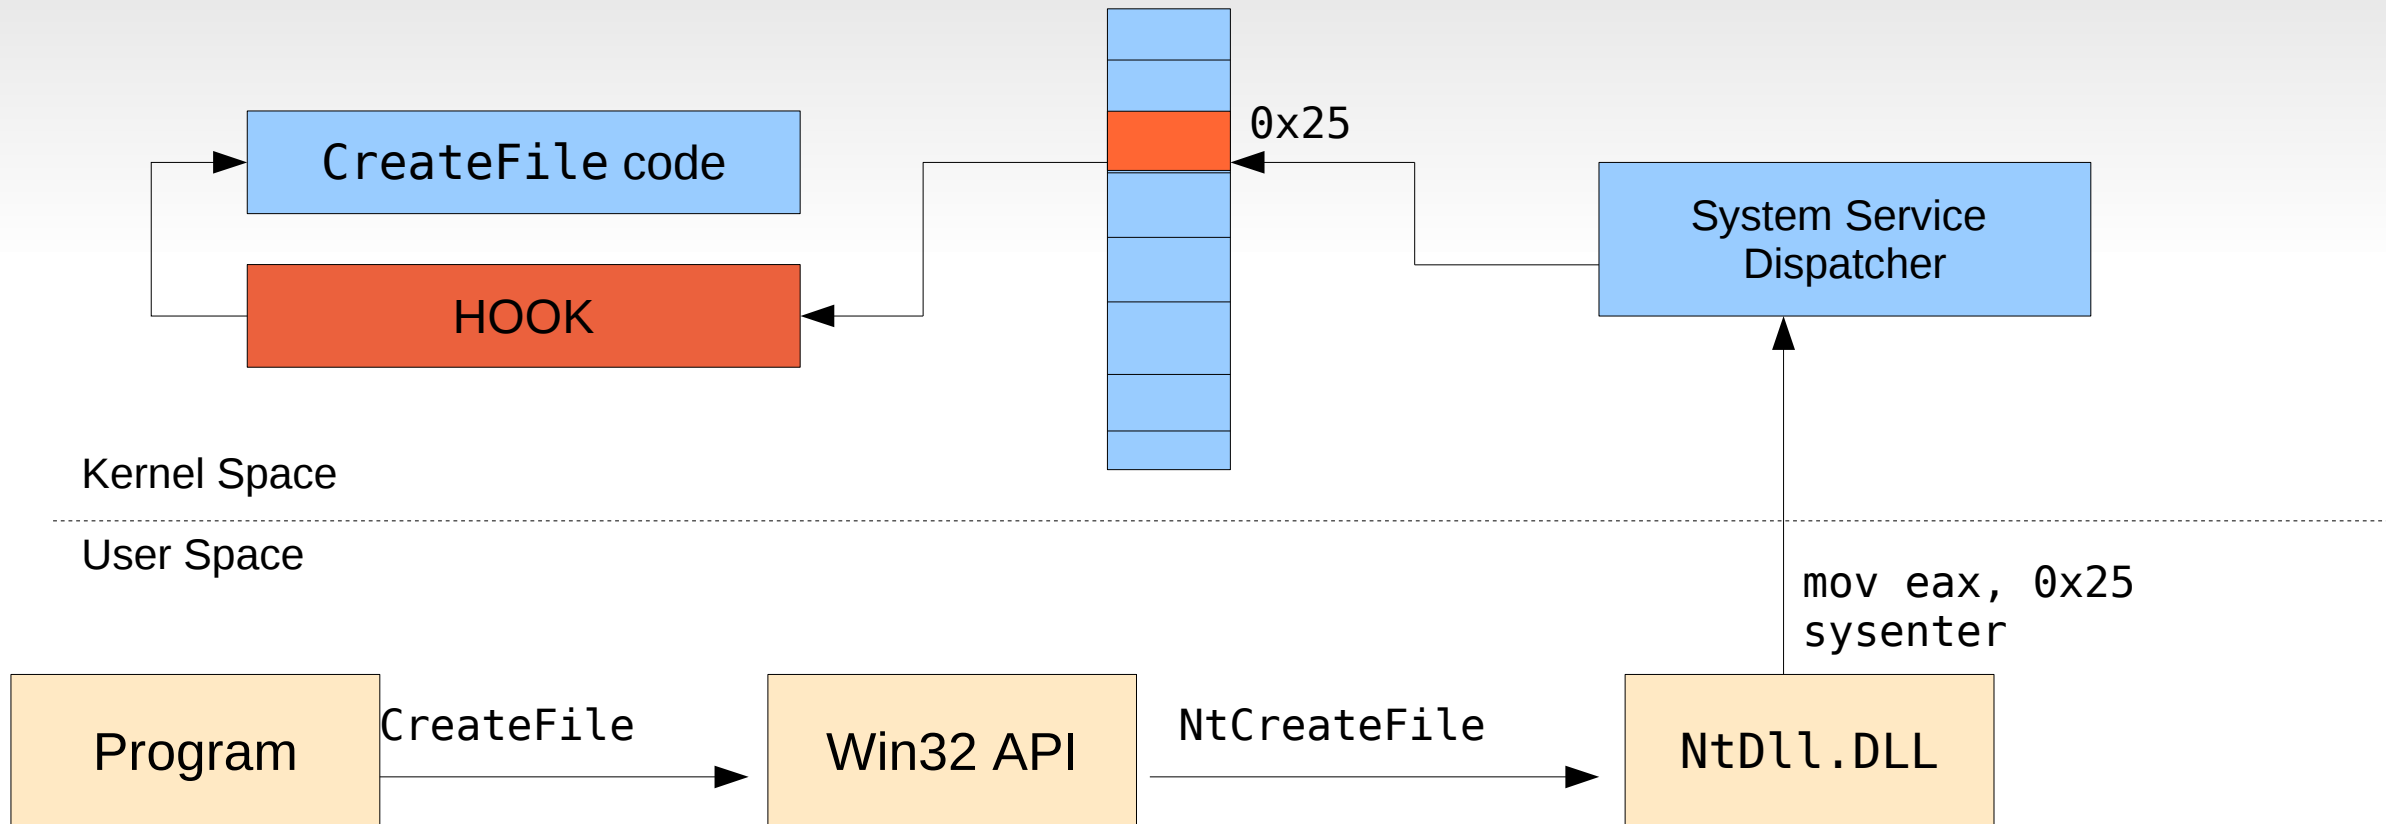 0x25
CreateFile code
System Service
Dispatcher
HOOK
Kernel Space
User Space
mov eax, 0x25
sysenter
CreateFile
NtCreateFile
Program
Win32 API
NtDll.DLL